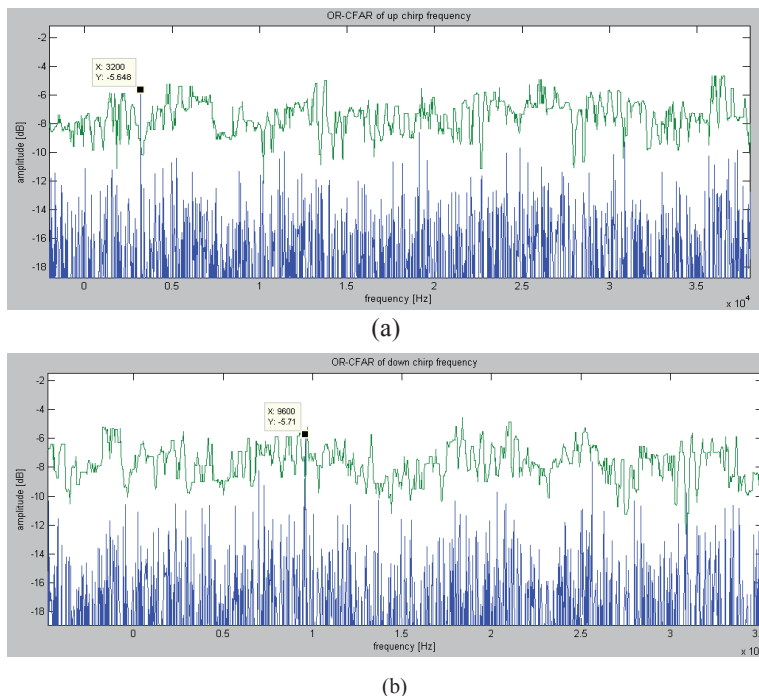 OR-CFAR of up chirp frequency
X: 3200
Y: -5.648
amplitude [dB]
-2
-4
-6
-8
-10
-12
-14
-16
-18
0 0.5 1 1.5 2 2.5 3 3.5
frequency [Hz]
x 10⁴
(a)
OR-CFAR of down chirp frequency
X: 9600
Y: -5.71
amplitude [dB]
-2
-4
-6
-8
-10
-12
-14
-16
-18
0 0.5 1 1.5 2 2.5 3
frequency [Hz]
(b)